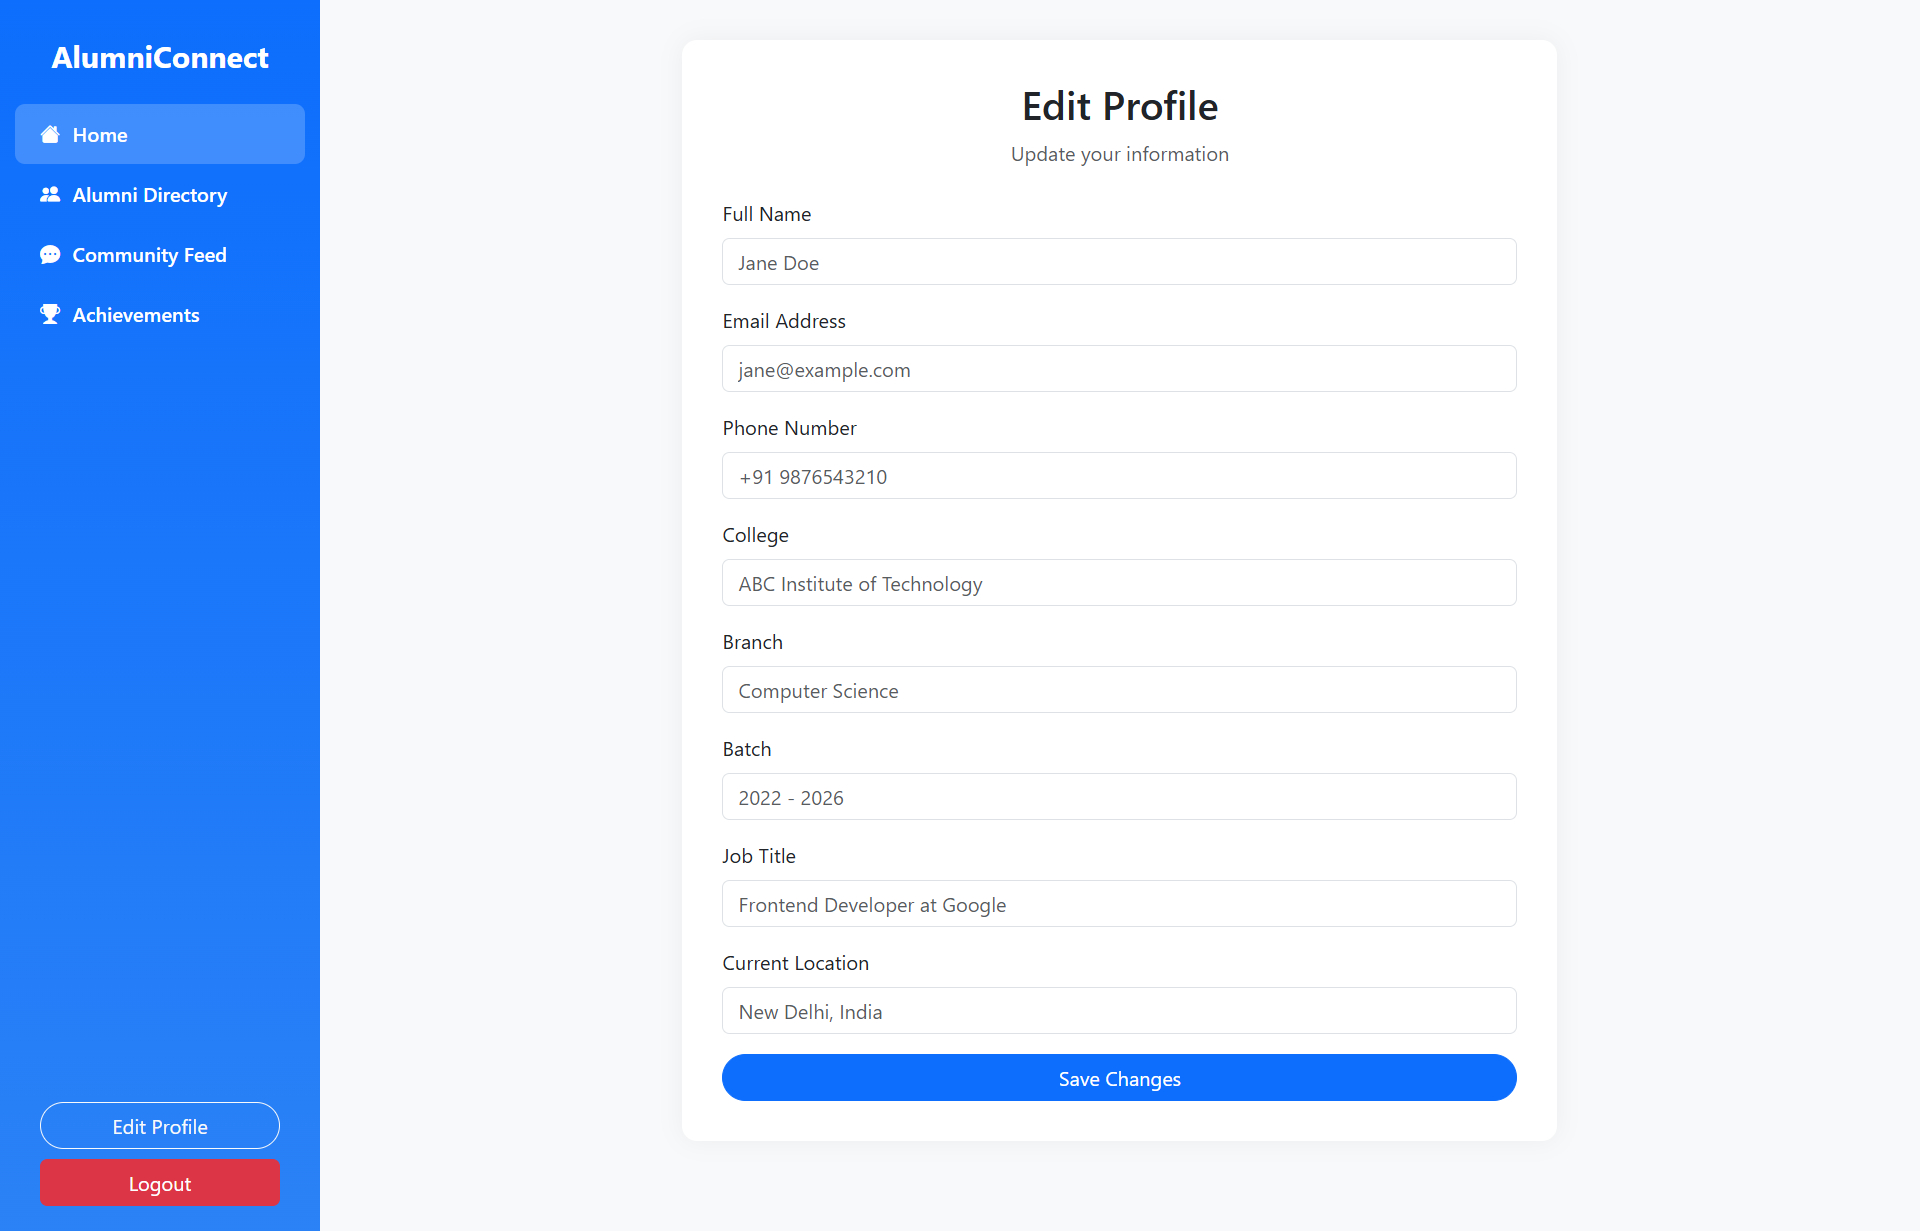 AlumniConnect
Home
Alumni Directory
Community Feed
Achievements
Edit Profile
Logout
Edit Profile
Update your information
Full Name
Jane Doe
Email Address
jane@example.com
Phone Number
+91 9876543210
College
ABC Institute of Technology
Branch
Computer Science
Batch
2022 - 2026
Job Title
Frontend Developer at Google
Current Location
New Delhi, India
Save Changes